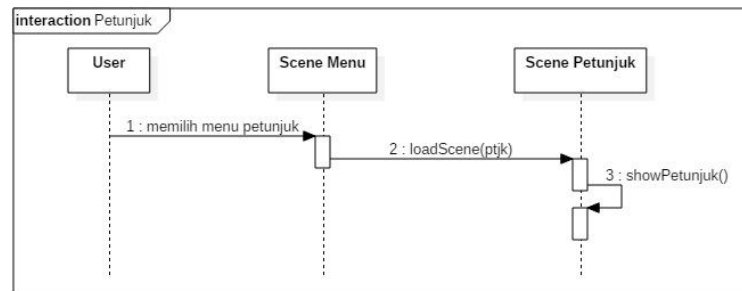 interaction Petunjuk
User
Scene Menu
Scene Petunjuk
1 : memilih menu petunjuk
2 : loadScene(ptjk)
3 : showPetunjuk()